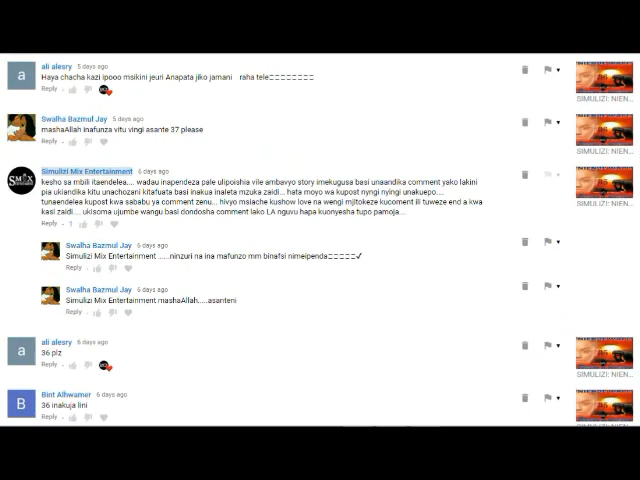 a
ali alesry 5 days ago
Haya chacha kazi ipooo msikini jeuri Anapata jiko jamani raha tele
Reply
SIMULIZI: NIEN...
Swalha Bazmul Jay 5 days ago
mashaAllah inafunza vitu vingi asante 37 please
Reply
SMIX
Simulizi Mix Entertainment 6 days ago
kesho sa mbili itaendelea.... wadau inapendeza pale ulipoishia vile ambavyo story imekugusa basi unaandika comment yako lakini
pia ukiandika kitu unachozani kitafuata basi inakua inaleta mzuka zaidi... hata moyo wa kupost nyingi nyingi unakuepo....
tunaendelea kupost kwa sababu ya comment zenu... hivyo msiache kushow love na wengi mjitokeze kucoment ili tuweze end a kwa
kasi zaidi.... ukisoma ujumbe wangu basi dondosha comment lako LA nguvu hapa kuonyesha tupo pamoja....
Reply 1
SIMULIZI: NIEN...
Swalha Bazmul Jay 6 days ago
Simulizi Mix Entertainment ......ninzuri na ina mafunzo mm binafsi nimeipenda
Reply
Swalha Bazmul Jay 6 days ago
Simulizi Mix Entertainment mashaAllah.....asanteni
Reply
a
ali alesry 6 days ago
36 plz
Reply
SIMULIZI: NIEN...
B
Bint Alhwamer 6 days ago
36 inakuja lini
Reply